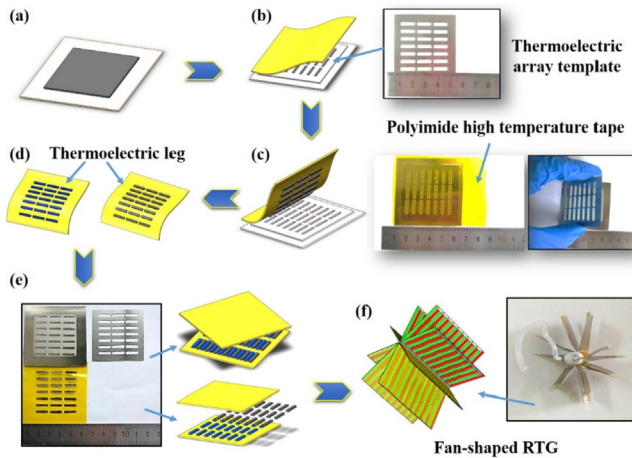 (a)
(b)
Thermoelectric
array template
Polyimide high temperature tape
(d)
Thermoelectric leg
(c)
(e)
(f)
Fan-shaped RTG